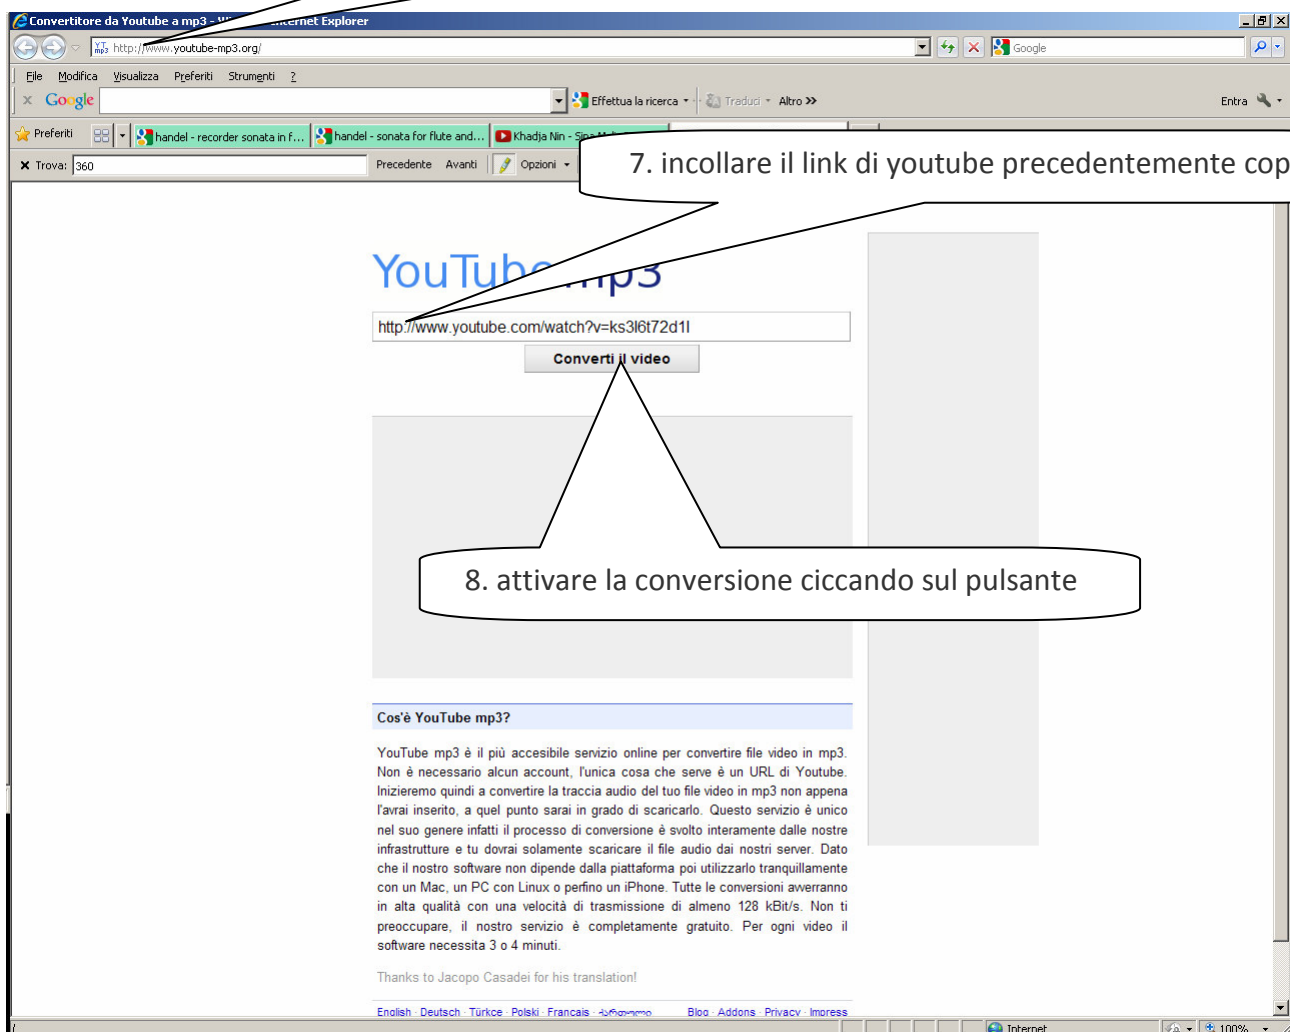 Convertitore da Youtube a mp3 - Internet Explorer
http://www.youtube-mp3.org/
Google
File Modifica Visualizza Preferiti Strumenti ?
Google Effettua la ricerca Traduci Altro >> Entra
Preferiti handel - recorder sonata in f... handel - sonata for flute and... Khadja Nin -
Trova: 360 Precedente Avanti Opzioni
7. incollare il link di youtube precedentemente cop
YouTube mp3
http://www.youtube.com/watch?v=ks3l6t72d1I
Converti il video
8. attivare la conversione ciccando sul pulsante
Cos'è YouTube mp3?
YouTube mp3 è il più accesibile servizio online per convertire file video in mp3.
Non è necessario alcun account, l'unica cosa che serve è un URL di Youtube.
Inizieremo quindi a convertire la traccia audio del tuo file video in mp3 non appena
l'avrai inserito, a quel punto sarai in grado di scaricarlo. Questo servizio è unico
nel suo genere infatti il processo di conversione è svolto interamente dalle nostre
infrastrutture e tu dovrai solamente scaricare il file audio dai nostri server. Dato
che il nostro software non dipende dalla piattaforma poi utilizzarlo tranquillamente
con un Mac, un PC con Linux o perfino un iPhone. Tutte le conversioni avverranno
in alta qualità con una velocità di trasmissione di almeno 128 kBit/s. Non ti
preoccupare, il nostro servizio è completamente gratuito. Per ogni video il
software necessita 3 o 4 minuti.
Thanks to Jacopo Casadei for his translation!
English · Deutsch · Türkce · Polski · Francais · ქართული Blog · Addons · Privacy · Impress
Internet 100%